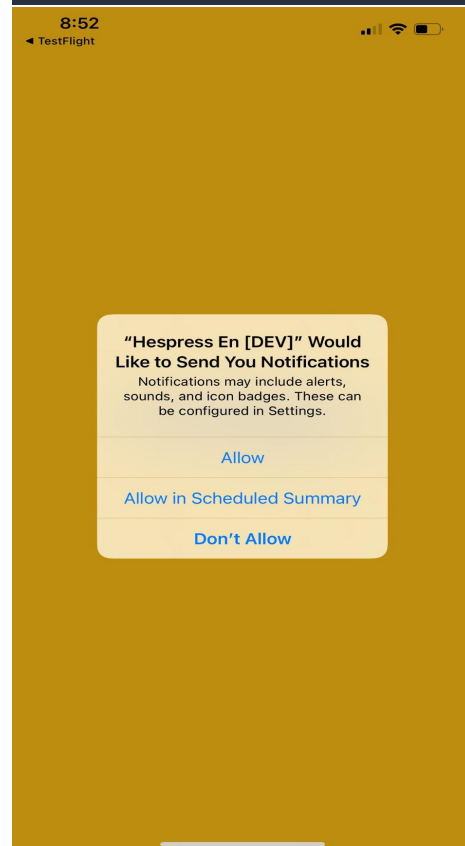 8:52
◀ TestFlight
“Hespress En [DEV]” Would
Like to Send You Notifications
Notifications may include alerts,
sounds, and icon badges. These can
be configured in Settings.
Allow
Allow in Scheduled Summary
Don’t Allow